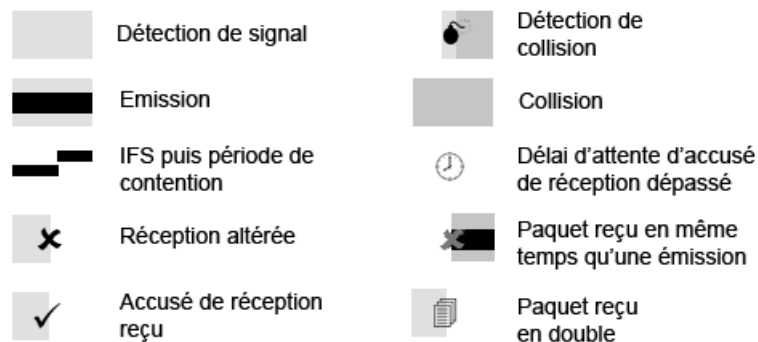 Détection de signal
Détection de
collision
Emission
Collision
IFS puis période de
contention
Délai d'attente d'accusé
de réception dépassé
Réception altérée
Paquet reçu en même
temps qu'une émission
Accusé de réception
reçu
Paquet reçu
en double